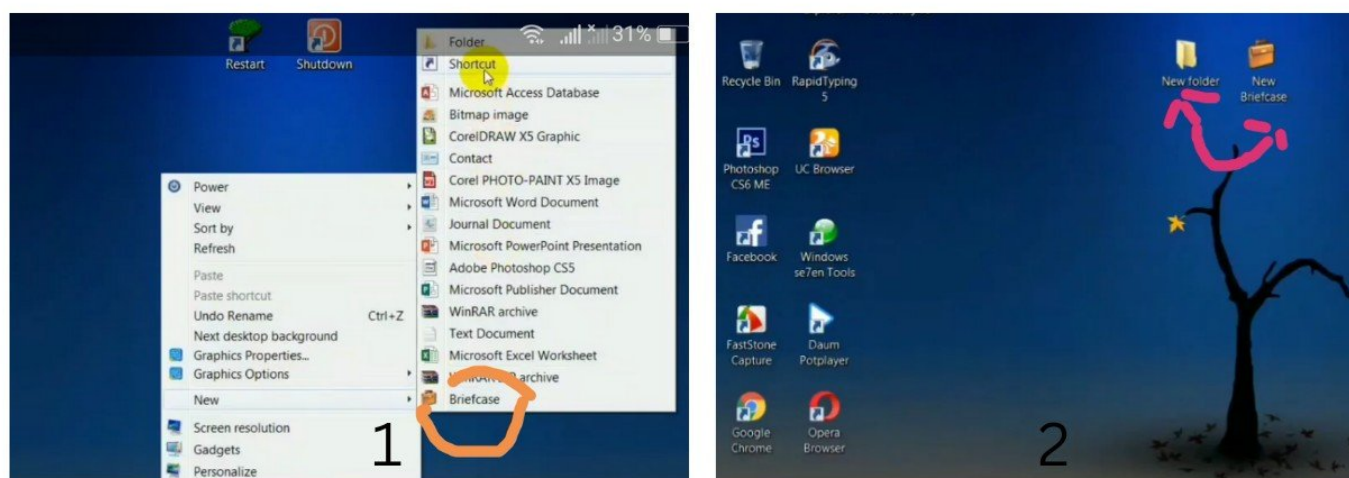 31%
Restart
Shutdown
Folder
Shortcut
Microsoft Access Database
Bitmap image
CorelDRAW X5 Graphic
Contact
Corel PHOTO-PAINT X5 Image
Microsoft Word Document
Journal Document
Microsoft PowerPoint Presentation
Adobe Photoshop CS5
Microsoft Publisher Document
WinRAR archive
Text Document
Microsoft Excel Worksheet
archive
Briefcase
Power
View
Sort by
Refresh
Paste
Paste shortcut
Undo Rename Ctrl+Z
Next desktop background
Graphics Properties...
Graphics Options
New
Screen resolution
Gadgets
Personalize
1
Recycle Bin
RapidTyping
5
New folder
New
Briefcase
Ps
Photoshop
CS6 ME
UC Browser
f
Facebook
Windows
se7en Tools
FastStone
Capture
Daum
Potplayer
Google
Chrome
Opera
Browser
2